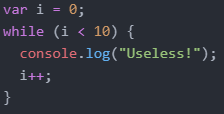 var i = 0;
while (i < 10) {
  console.log("Useless!");
  i++;
}